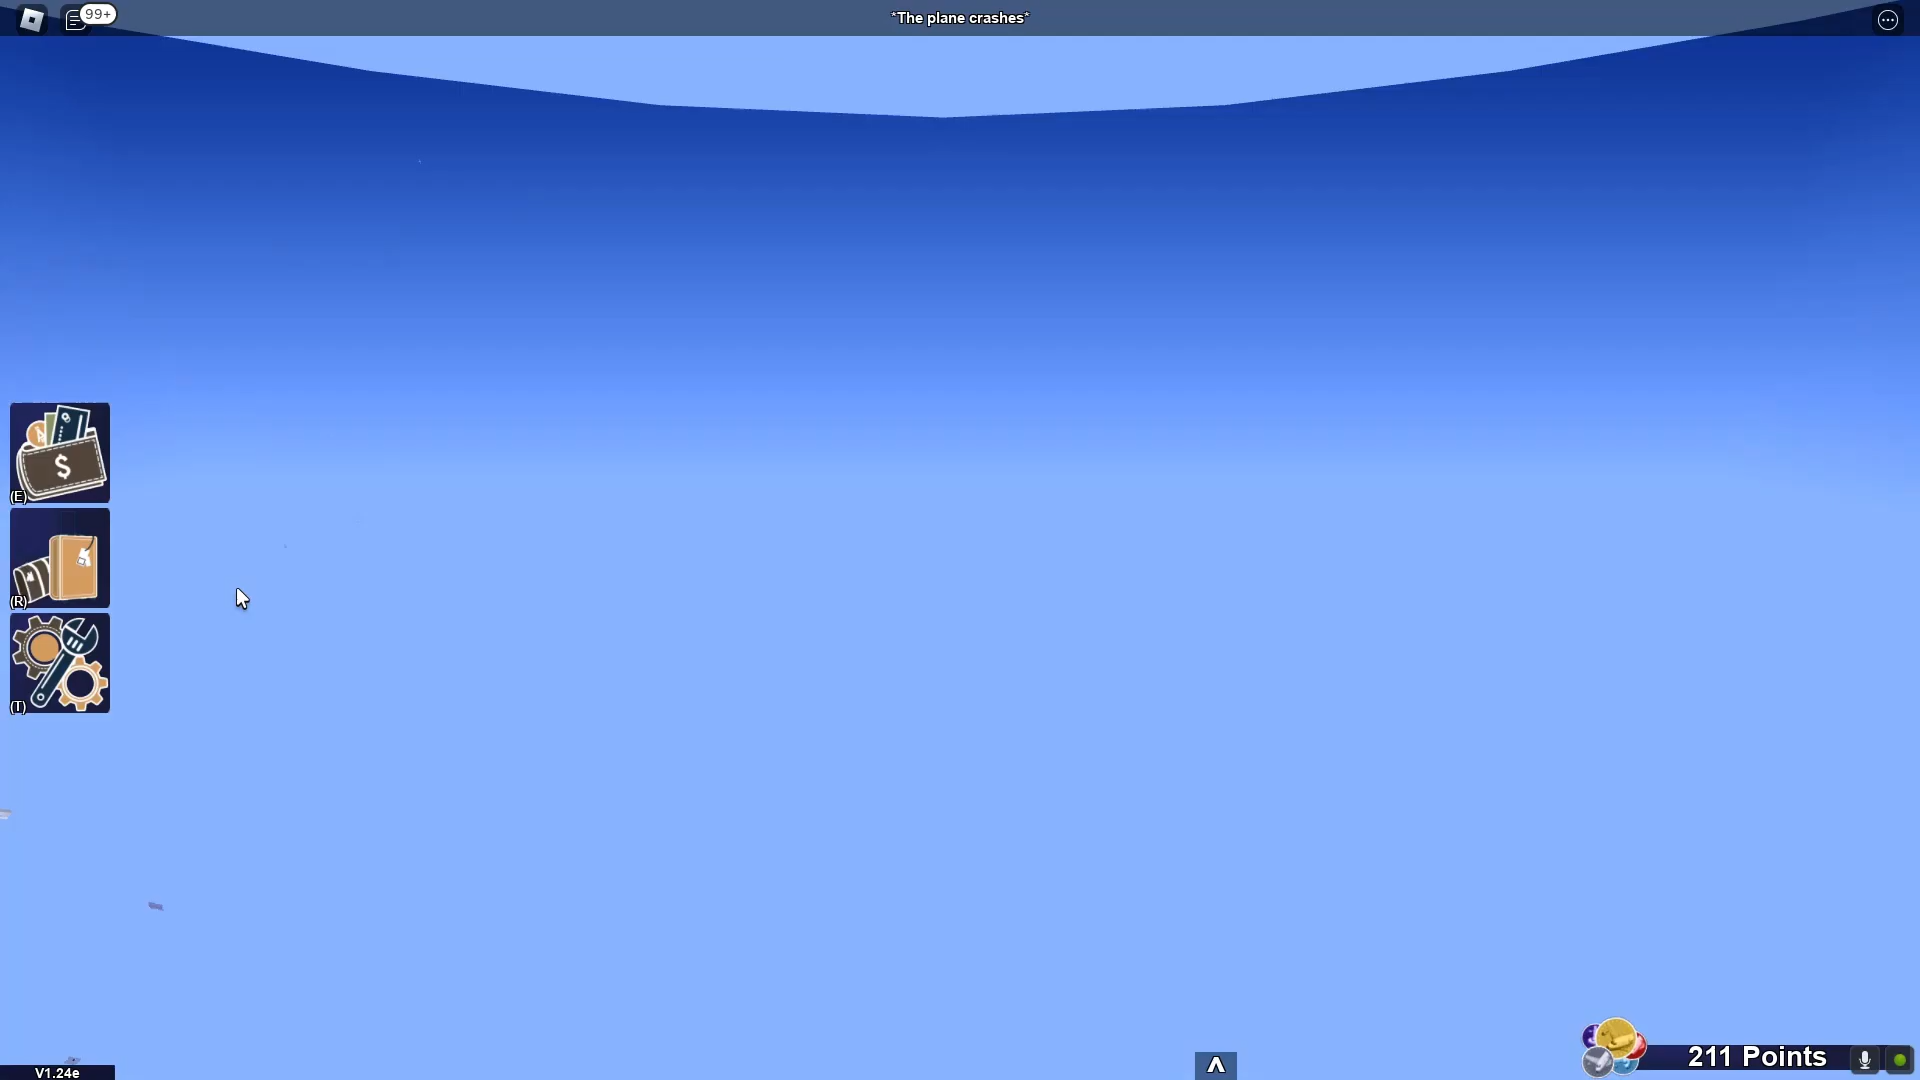 99+
*The plane crashes*
(E)
(R)
(T)
V1.24e
211 Points